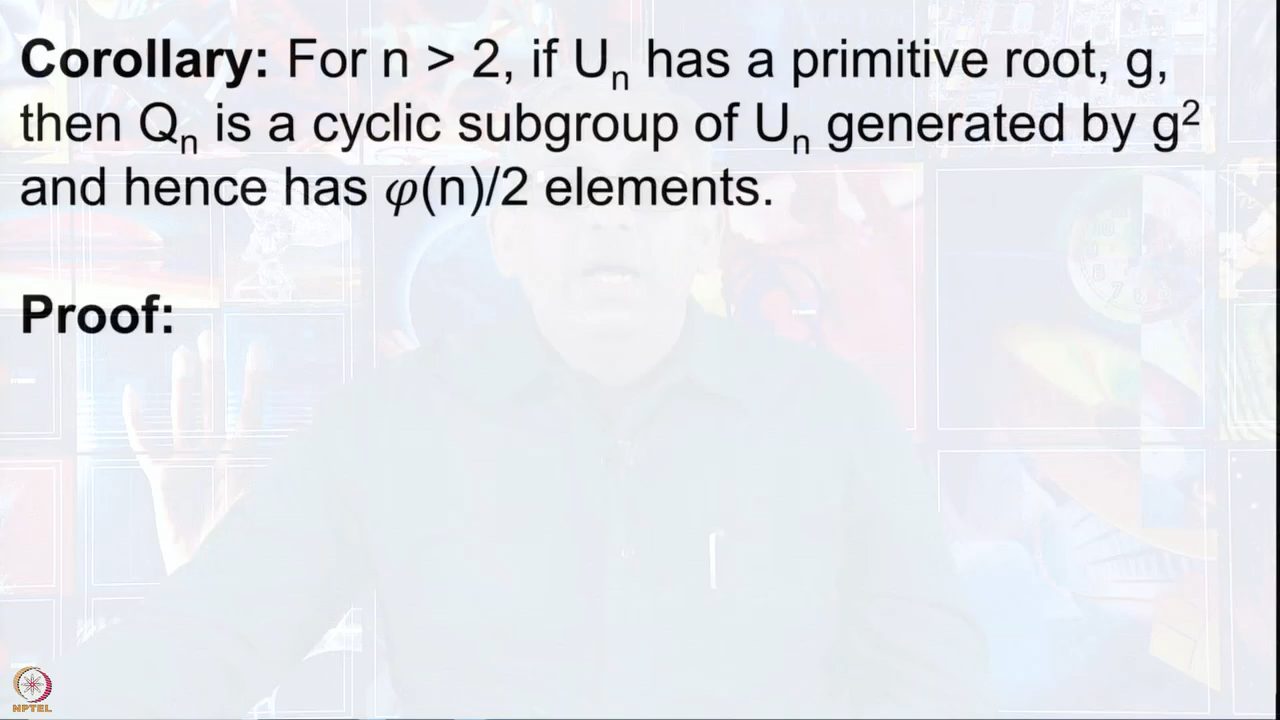 Corollary: For n > 2, if Uₙ has a primitive root, g,
then Qₙ is a cyclic subgroup of Uₙ generated by g²
and hence has φ(n)/2 elements.
Proof:
NPTEL